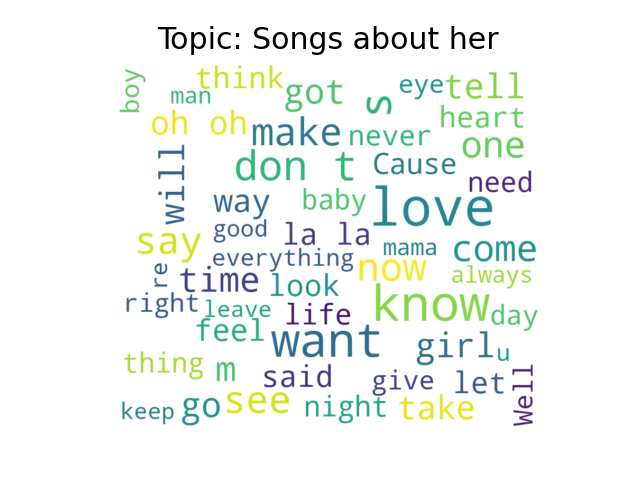 Topic: Songs about her
boy
think
man
got
s
eye
tell
oh oh
make
never
heart
one
will
don t
Cause
need
way
baby
love
say
good
la la
mama
come
everything
now
re
time
look
always
right
leave
life
know
day
feel
want
girl
u
thing
m
said
give
let
Well
keep
go
see
night
take